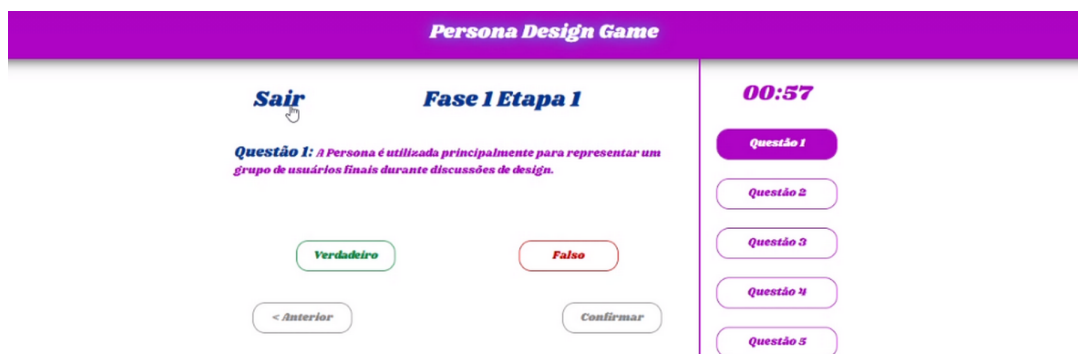 Persona Design Game
Sair
Fase 1 Etapa 1
00:57
Questão 1: A Persona é utilizada principalmente para representar um
grupo de usuários finais durante discussões de design.
Verdadeiro
Falso
< Anterior
Confirmar
Questão 1
Questão 2
Questão 3
Questão 4
Questão 5